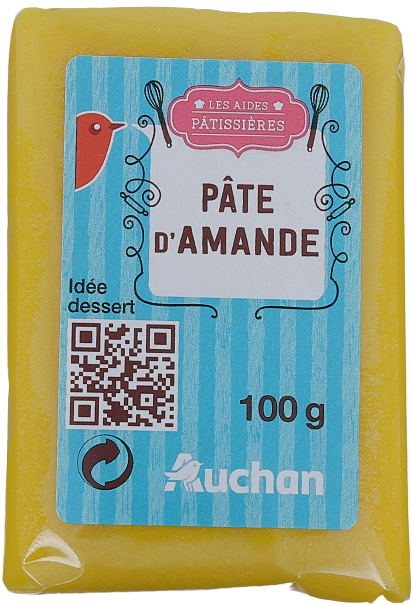 LES AIDES
PÂTISSIÈRES
PÂTE
D'AMANDE
Idée
dessert
100 g
Auchan